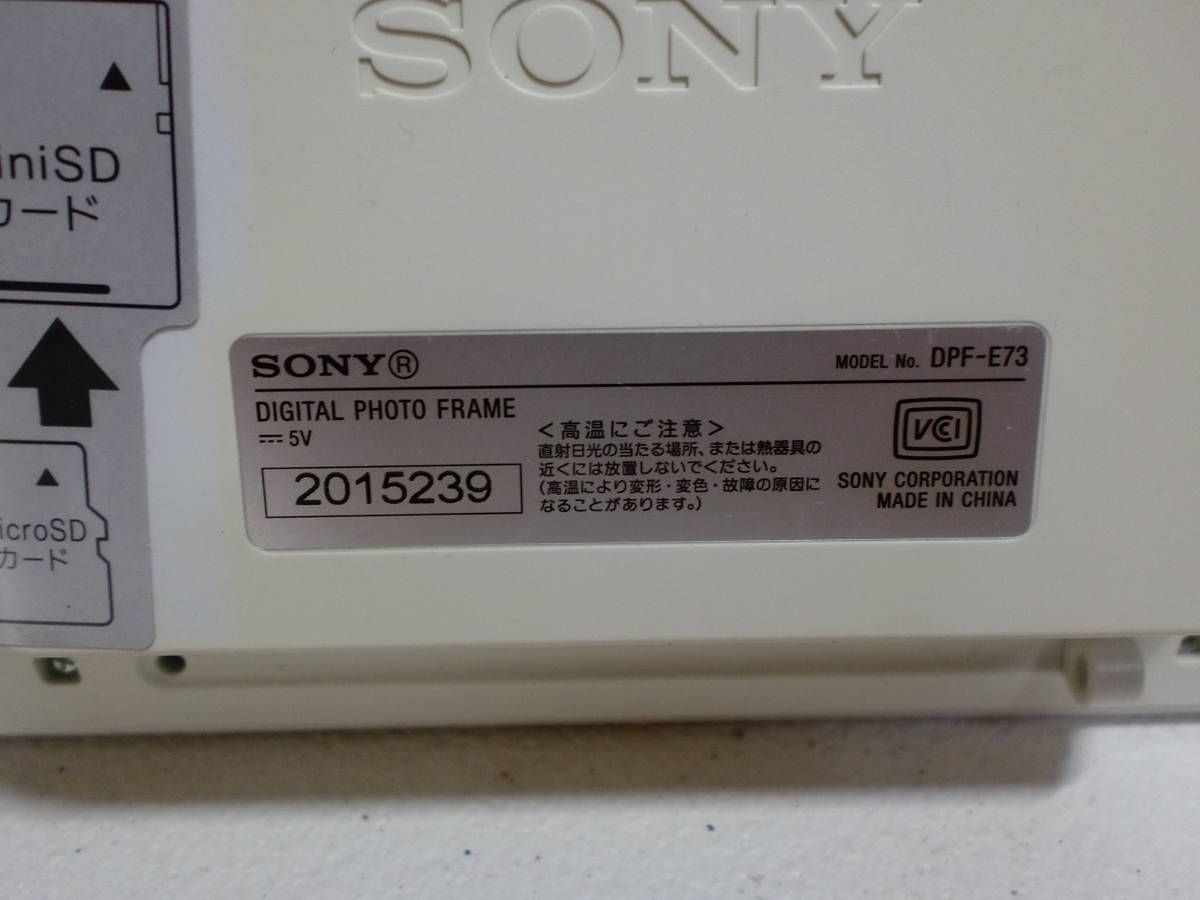 SONY
iniSD
カード
icroSD
カード
SONY®
MODEL No. DPF-E73
DIGITAL PHOTO FRAME
5V
2015239
＜高温にご注意＞
直射日光の当たる場所、または熱器具の
近くには放置しないでください。
（高温により変形・変色・故障の原因に
なることがあります。）
VCCI
SONY CORPORATION
MADE IN CHINA